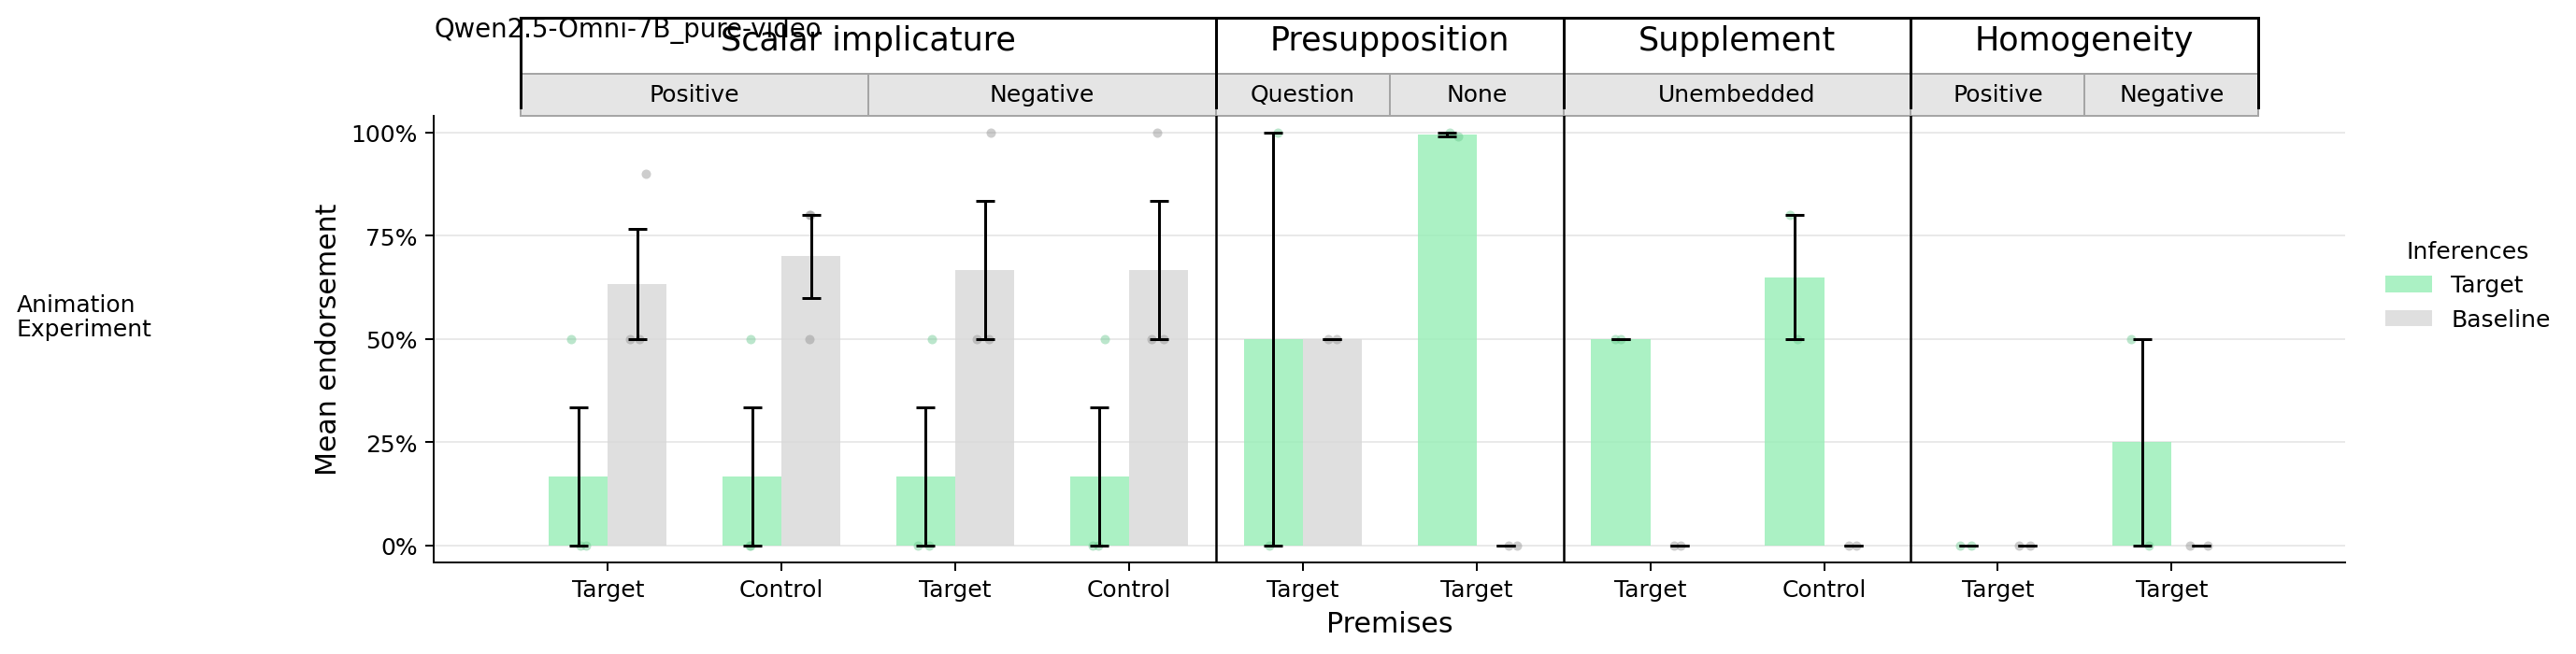 Qwen2.5-Omni-7B_pure-video
Scalar implicature Presupposition Supplement Homogeneity
Positive Negative Question None Unembedded Positive Negative
100%
75%
50%
25%
0%
Mean endorsement
Animation
Experiment
Inferences
Target
Baseline
Target Control Target Control Target Target Target Control Target Target
Premises